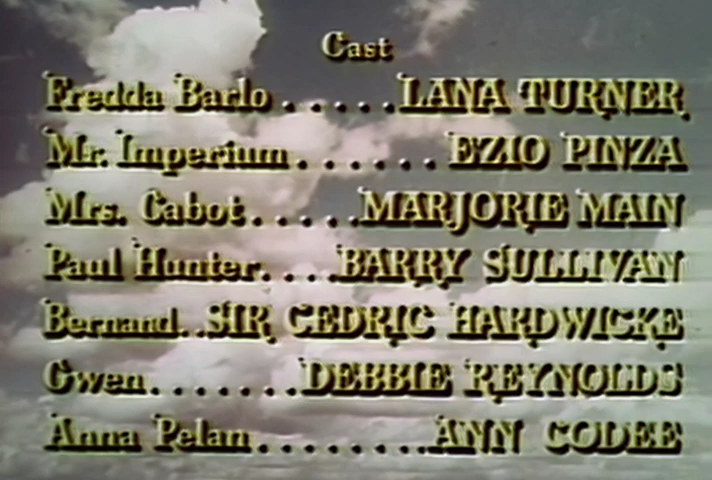 Cast
Fredda Barlo.....LANA TURNER
Mr. Imperium......EZIO PINZA
Mrs. Cabot.....MARJORIE MAIN
Paul Hunter....BARRY SULLIVAN
Bernand..SIR CEDRIC HARDWICKE
Gwen.......DEBBIE REYNOLDS
Anna Pelan........ANN CODEE